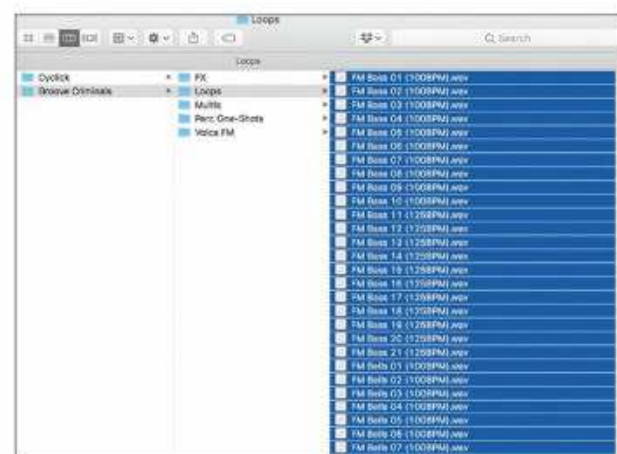 Loops
Search
Loops
Cyclick
Groove Criminals
FX
Loops
Multis
Perc One-Shots
Voice FM
FM Bass 01 (100BPM).wav
FM Bass 02 (100BPM).wav
FM Bass 03 (100BPM).wav
FM Bass 04 (100BPM).wav
FM Bass 05 (100BPM).wav
FM Bass 06 (100BPM).wav
FM Bass 07 (100BPM).wav
FM Bass 08 (100BPM).wav
FM Bass 09 (100BPM).wav
FM Bass 10 (100BPM).wav
FM Bass 11 (125BPM).wav
FM Bass 12 (125BPM).wav
FM Bass 13 (125BPM).wav
FM Bass 14 (125BPM).wav
FM Bass 15 (125BPM).wav
FM Bass 16 (125BPM).wav
FM Bass 17 (125BPM).wav
FM Bass 18 (125BPM).wav
FM Bass 19 (125BPM).wav
FM Bass 20 (125BPM).wav
FM Bass 21 (125BPM).wav
FM Bells 01 (100BPM).wav
FM Bells 02 (100BPM).wav
FM Bells 03 (100BPM).wav
FM Bells 04 (100BPM).wav
FM Bells 05 (100BPM).wav
FM Bells 06 (100BPM).wav
FM Bells 07 (100BPM).wav